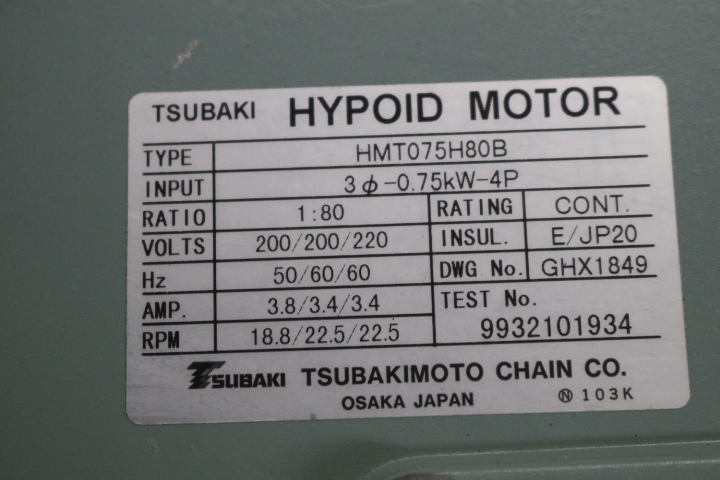 TSUBAKI HYPOID MOTOR
TYPE HMT075H80B
INPUT 3φ-0.75kW-4P
RATIO 1:80 RATING CONT.
VOLTS 200/200/220 INSUL. E/JP20
Hz 50/60/60 DWG No. GHX1849
AMP. 3.8/3.4/3.4 TEST No.
RPM 18.8/22.5/22.5 9932101934
TSUBAKI TSUBAKIMOTO CHAIN CO.
OSAKA JAPAN Ⓝ 103K